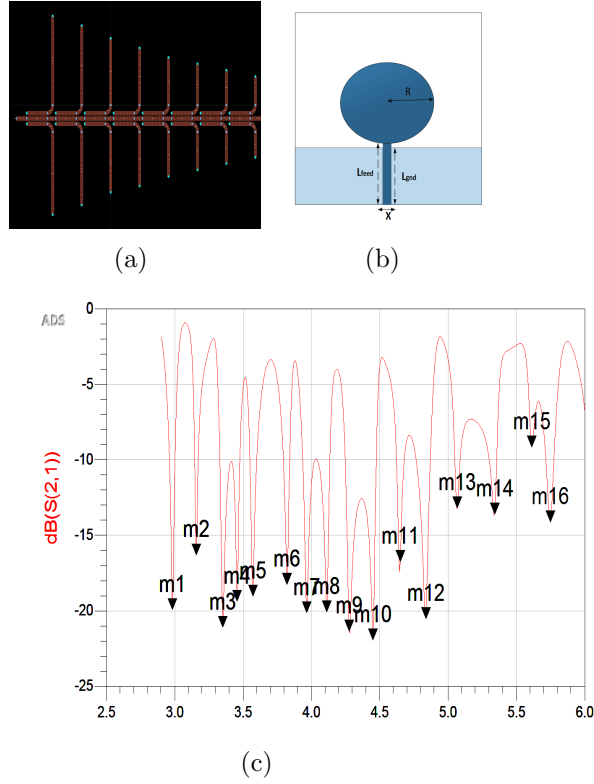 R
Lfeed
Lgnd
X
(a)
(b)
ADS
dB(S(2,1))
0
-5
-10
-15
-20
-25
m1
m2
m3
m4
m5
m6
m7
m8
m9
m10
m11
m12
m13
m14
m15
m16
2.5 3.0 3.5 4.0 4.5 5.0 5.5 6.0
(c)